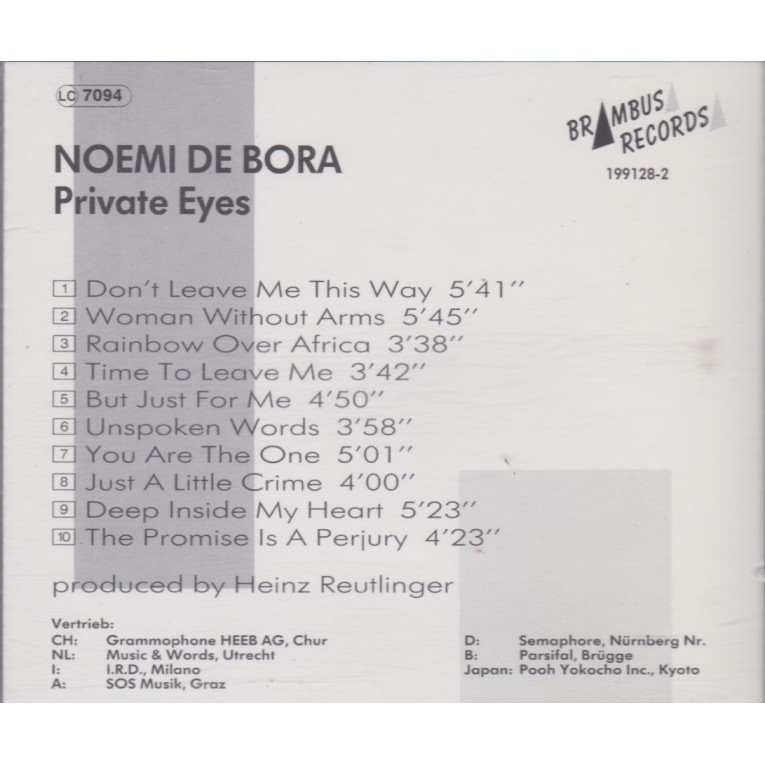 LC 7094
BRAMBUS
RECORDS
199128-2
NOEMI DE BORA
Private Eyes
1 Don't Leave Me This Way 5'41''
2 Woman Without Arms 5'45''
3 Rainbow Over Africa 3'38''
4 Time To Leave Me 3'42''
5 But Just For Me 4'50''
6 Unspoken Words 3'58''
7 You Are The One 5'01''
8 Just A Little Crime 4'00''
9 Deep Inside My Heart 5'23''
10 The Promise Is A Perjury 4'23''
produced by Heinz Reutlinger
Vertrieb:
CH: Grammophone HEEB AG, Chur
NL: Music & Words, Utrecht
I: I.R.D., Milano
A: SOS Musik, Graz
D: Semaphore, Nürnberg Nr.
B: Parsifal, Brügge
Japan: Pooh Yokocho Inc., Kyoto